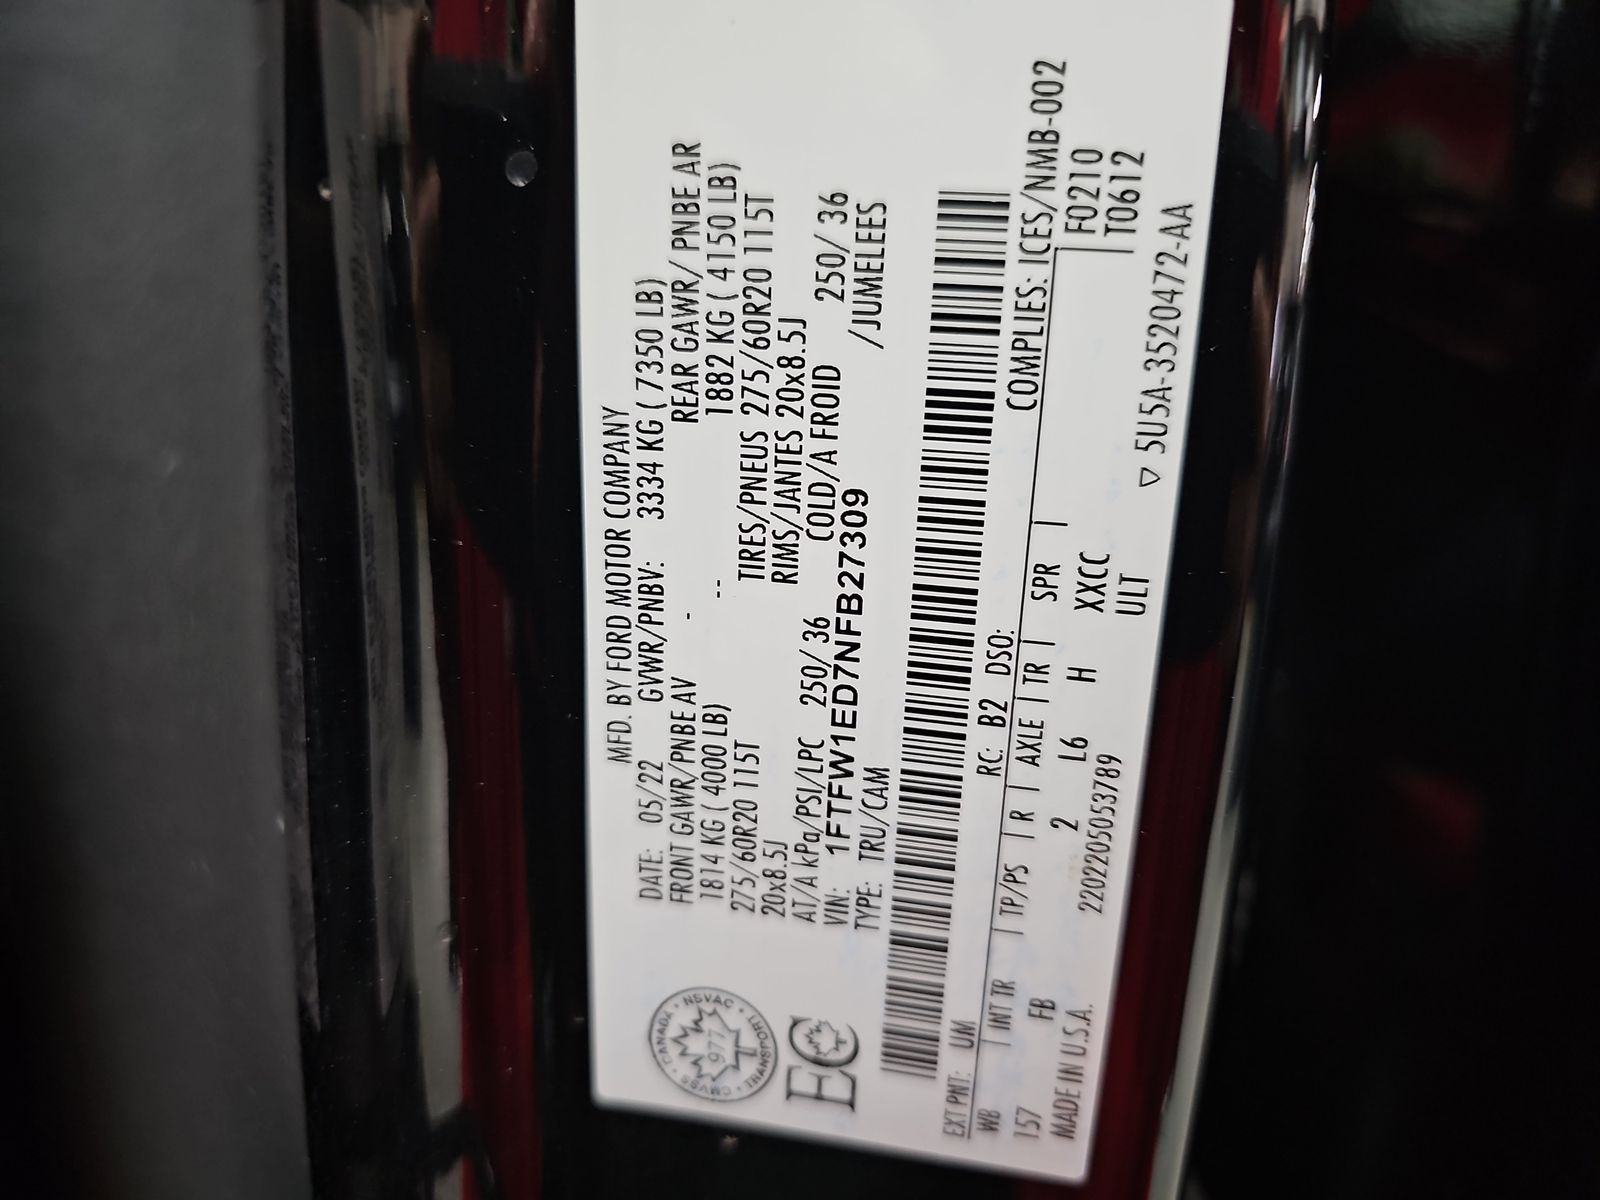 MFD. BY FORD MOTOR COMPANY
DATE: 05/22 GVWR/PNBV: 3334 KG ( 7350 LB)
FRONT GAWR/PNBE AV - REAR GAWR/ PNBE AR
1814 KG ( 4000 LB) -- 1882 KG ( 4150 LB)
275/60R20 115T TIRES/PNEUS 275/60R20 115T
20x8.5J RIMS/JANTES 20x8.5J
AT/A kPa/PSI/LPC 250/ 36 COLD/A FROID 250/ 36
VIN: 1FTFW1ED7NFB27309 /JUMELEES
TYPE: TRU/CAM
CANADA • NSVAC • TRANSPORT • CMVSS •
977
EC
EXT PNT: UM RC: B2 DSO: COMPLIES: ICES/NMB-002
WB | INT TR | TP/PS | R | AXLE | TR | SPR | F0210
157 FB 2 L6 H XXCC | T0612
MADE IN U.S.A. 2202205053789 ULT
▽ 5U5A-3520472-AA